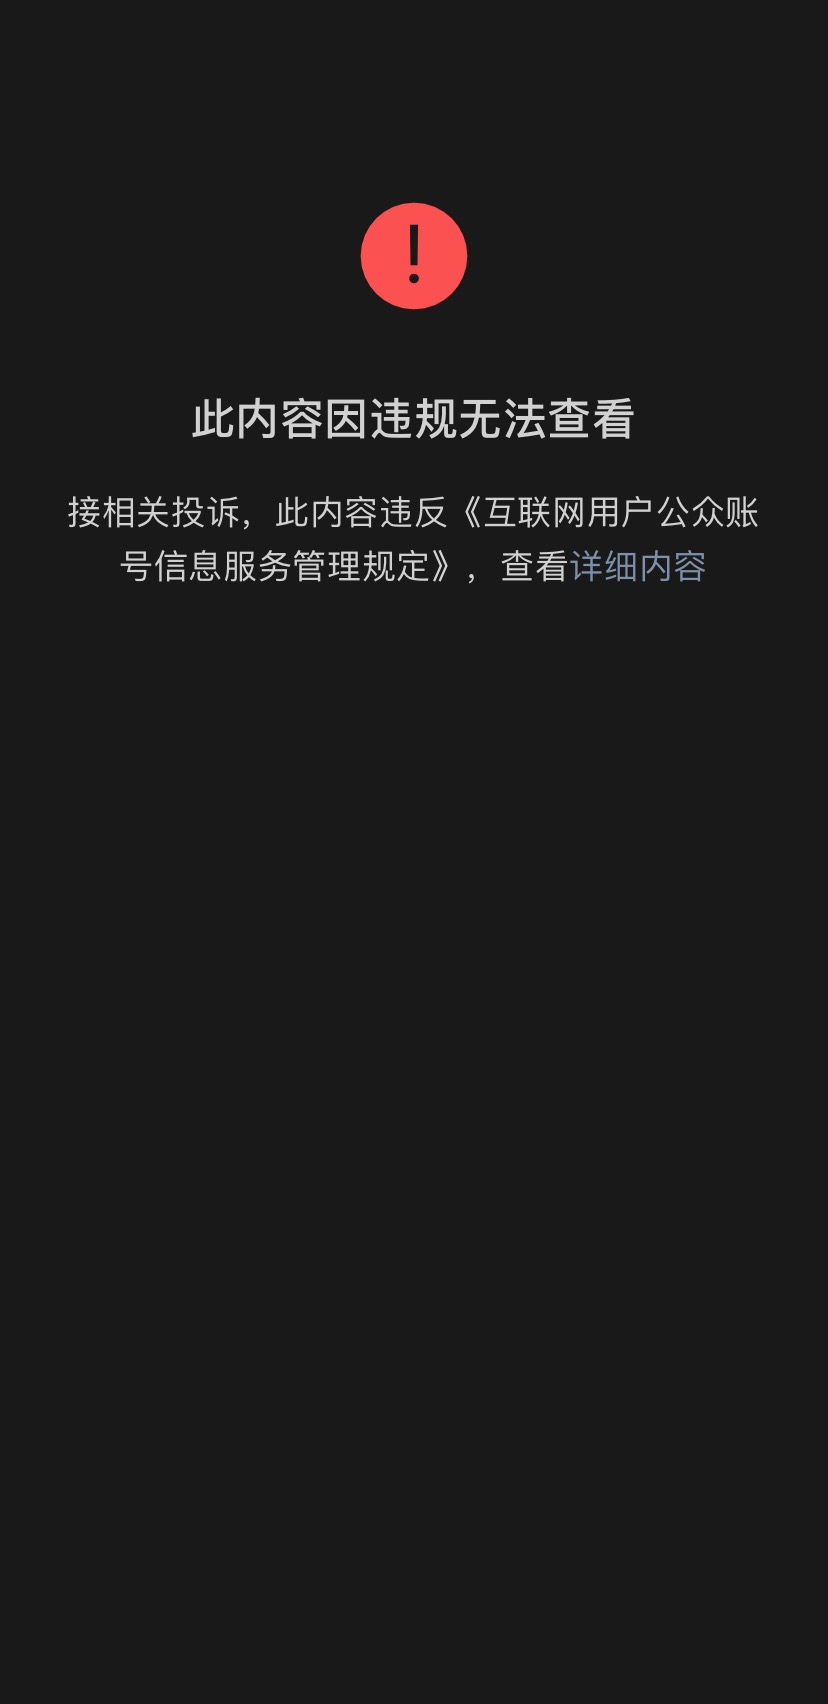 此内容因违规无法查看
接相关投诉，此内容违反《互联网用户公众账
号信息服务管理规定》，查看详细内容